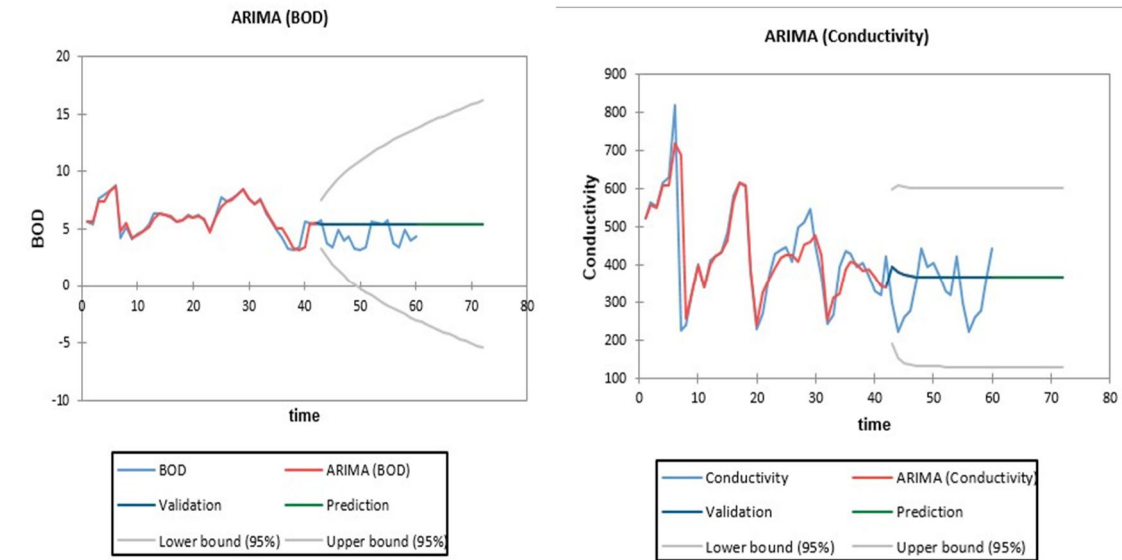 ARIMA (BOD)
20
15
10
5
0
-5
-10
BOD
0 10 20 30 40 50 60 70 80
time
BOD ARIMA (BOD)
Validation Prediction
Lower bound (95%) Upper bound (95%)
ARIMA (Conductivity)
900
800
700
600
500
400
300
200
100
Conductivity
0 10 20 30 40 50 60 70 80
time
Conductivity ARIMA (Conductivity)
Validation Prediction
Lower bound (95%) Upper bound (95%)